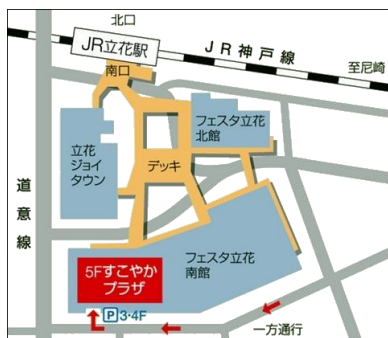 北口
JR立花駅
南口
JR神戸線
至尼崎
フェスタ立花
北館
立花
ジョイ
タウン
デッキ
道意線
フェスタ立花
南館
5Fすこやか
プラザ
P3・4F
一方通行